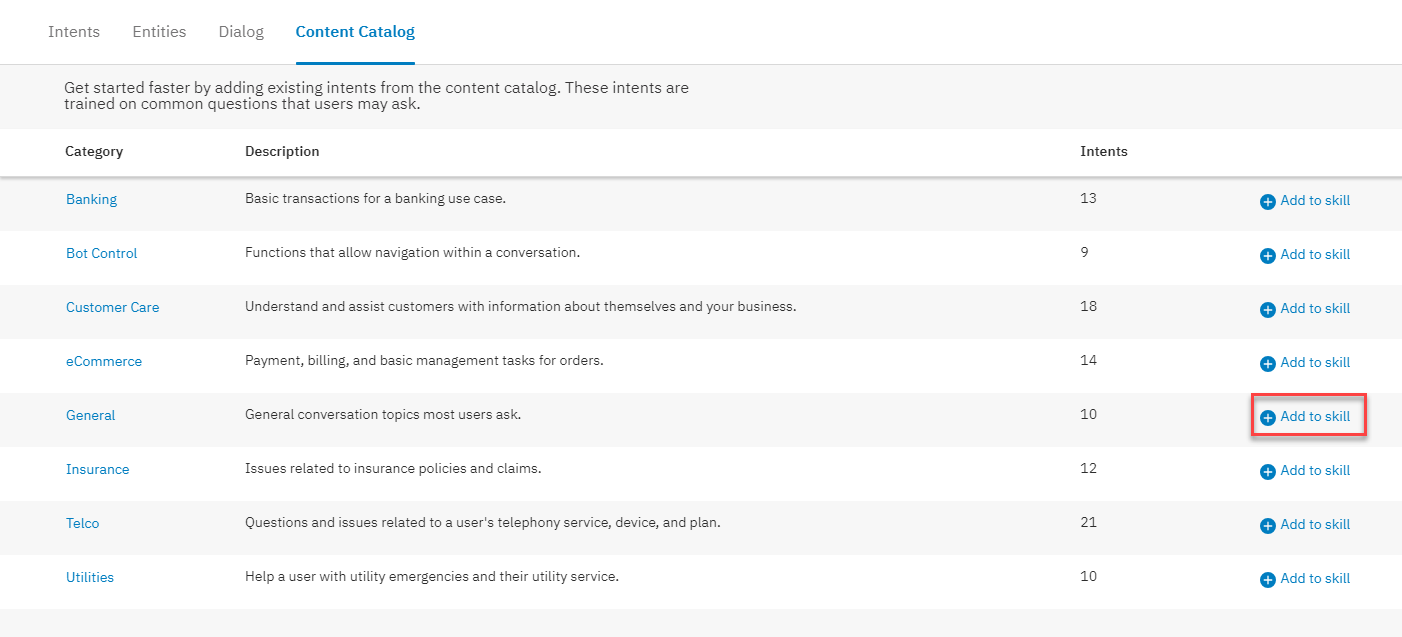 Intents Entities Dialog Content Catalog
Get started faster by adding existing intents from the content catalog. These intents are
trained on common questions that users may ask.
Category Description Intents
Banking Basic transactions for a banking use case. 13 Add to skill
Bot Control Functions that allow navigation within a conversation. 9 Add to skill
Customer Care Understand and assist customers with information about themselves and your business. 18 Add to skill
eCommerce Payment, billing, and basic management tasks for orders. 14 Add to skill
General General conversation topics most users ask. 10 Add to skill
Insurance Issues related to insurance policies and claims. 12 Add to skill
Telco Questions and issues related to a user's telephony service, device, and plan. 21 Add to skill
Utilities Help a user with utility emergencies and their utility service. 10 Add to skill